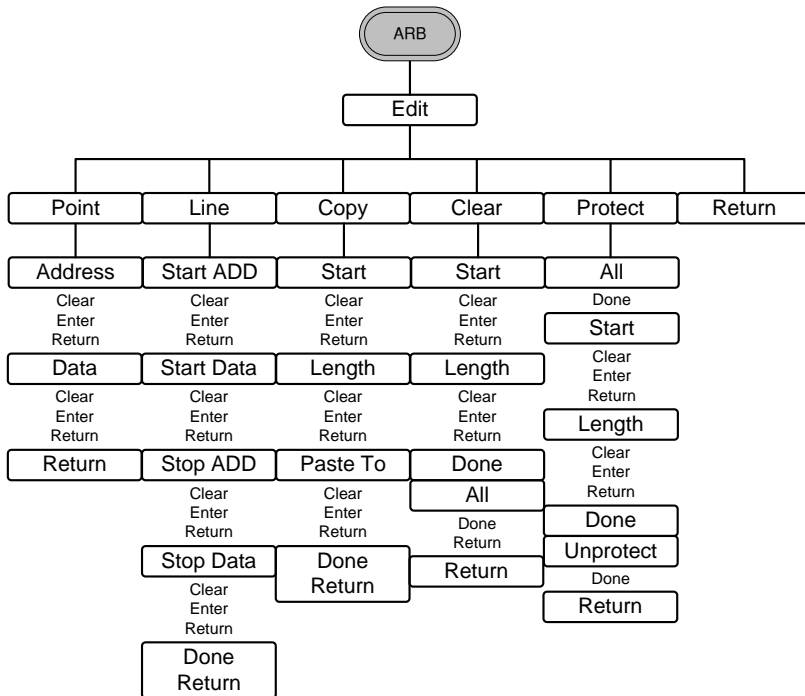 ARB
Edit
Point
Line
Copy
Clear
Protect
Return
Address
Clear
Enter
Return
Data
Clear
Enter
Return
Return
Start ADD
Clear
Enter
Return
Start Data
Clear
Enter
Return
Stop ADD
Clear
Enter
Return
Stop Data
Clear
Enter
Return
Done
Return
Start
Clear
Enter
Return
Length
Clear
Enter
Return
Paste To
Clear
Enter
Return
Done
Return
Start
Clear
Enter
Return
Length
Clear
Enter
Return
Done
All
Done
Return
Return
All
Done
Start
Clear
Enter
Return
Length
Clear
Enter
Return
Done
Unprotect
Done
Return